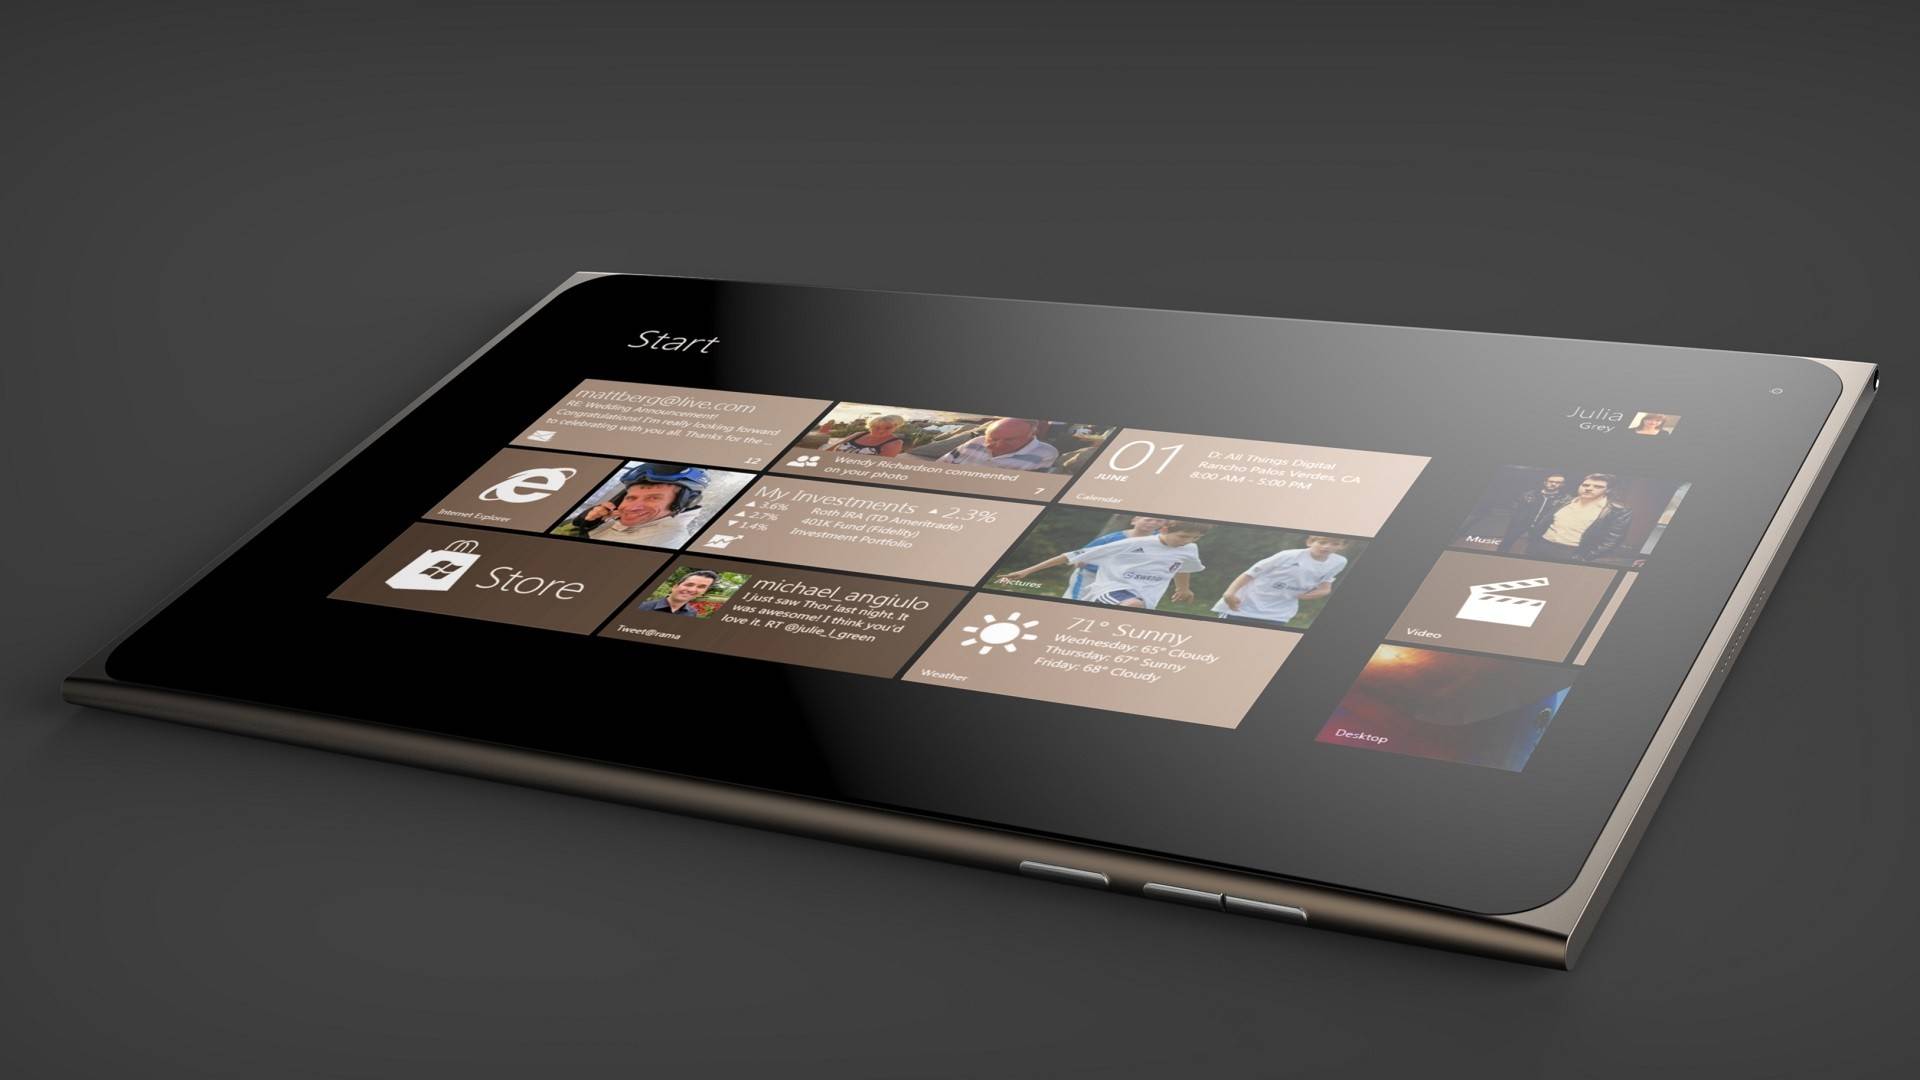 Start
Julia
Grey
mattberg@live.com
RE: Wedding Announcement!
Congratulations! I'm really looking forward
to celebrating with you all. Thanks for the ...
12
Wendy Richardson commented
on your photo
7
01
JUNE
D: All Things Digital
Rancho Palos Verdes, CA
8:00 AM - 5:00 PM
Calendar
Internet Explorer
My Investments ▲ 2.3%
▲ 3.6% Roth IRA (TD Ameritrade)
▲ 2.7% 401K Fund (Fidelity)
▼ 1.4% Investment Portfolio
Pictures
Store
michael_angiulo
I just saw Thor last night. It
was awesome! I think you'd
love it. RT @julie_l_green
Tweet@rama
71° Sunny
Wednesday: 65° Cloudy
Thursday: 67° Sunny
Friday: 68° Cloudy
Weather
Music
Video
Desktop